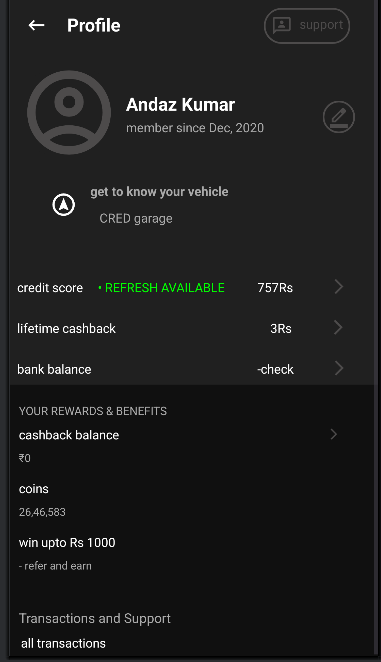 Profile
support
Andaz Kumar
member since Dec, 2020
get to know your vehicle
CRED garage
credit score • REFRESH AVAILABLE 757Rs
lifetime cashback 3Rs
bank balance -check
YOUR REWARDS & BENEFITS
cashback balance
₹0
coins
26,46,583
win upto Rs 1000
- refer and earn
Transactions and Support
all transactions